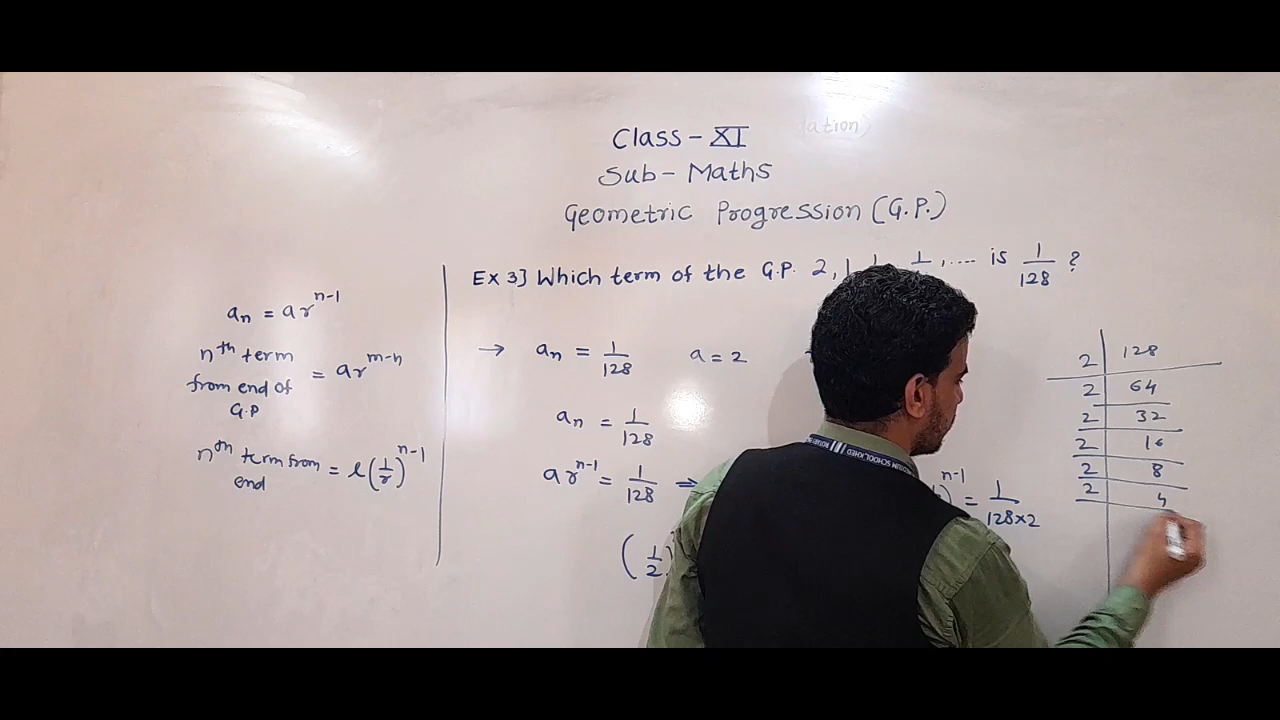 Class - XI
Sub - Maths
Geometric Progression (G.P.)
aₙ = arⁿ⁻¹
nᵗʰ term from end of G.P = arᵐ⁻ⁿ
nᵗʰ term from end = l(1/r)ⁿ⁻¹
Ex 3] Which term of the G.P. 2, 1, .... is 1/128 ?
→ aₙ = 1/128 a = 2
aₙ = 1/128
arⁿ⁻¹ = 1/128 ⇒ ⁿ⁻¹ = 1/128×2
(1/2)
2 | 128
2 | 64
2 | 32
2 | 16
2 | 8
2 | 4